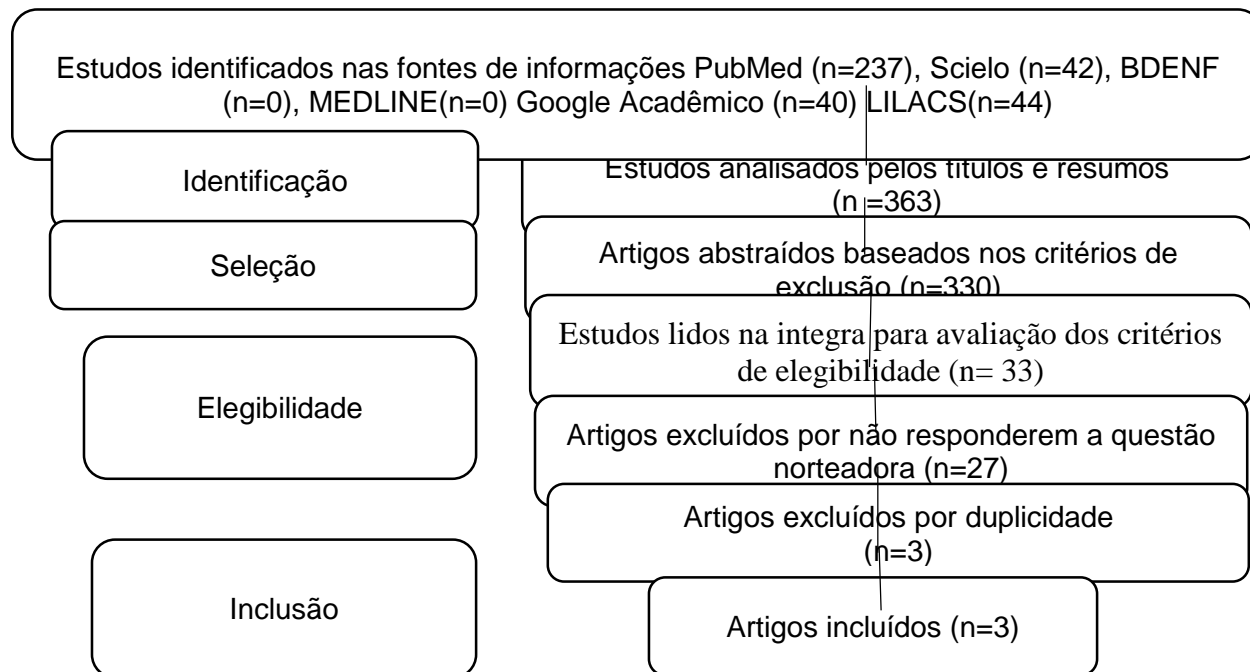 Estudos identificados nas fontes de informações PubMed (n=237), Scielo (n=42), BDENF
(n=0), MEDLINE(n=0) Google Acadêmico (n=40) LILACS(n=44)
Identificação
Estudos analisados pelos títulos e resumos
(n =363)
Seleção
Artigos abstraídos baseados nos critérios de
exclusão (n=330)
Estudos lidos na integra para avaliação dos critérios
de elegibilidade (n= 33)
Elegibilidade
Artigos excluídos por não responderem a questão
norteadora (n=27)
Artigos excluídos por duplicidade
(n=3)
Inclusão
Artigos incluídos (n=3)